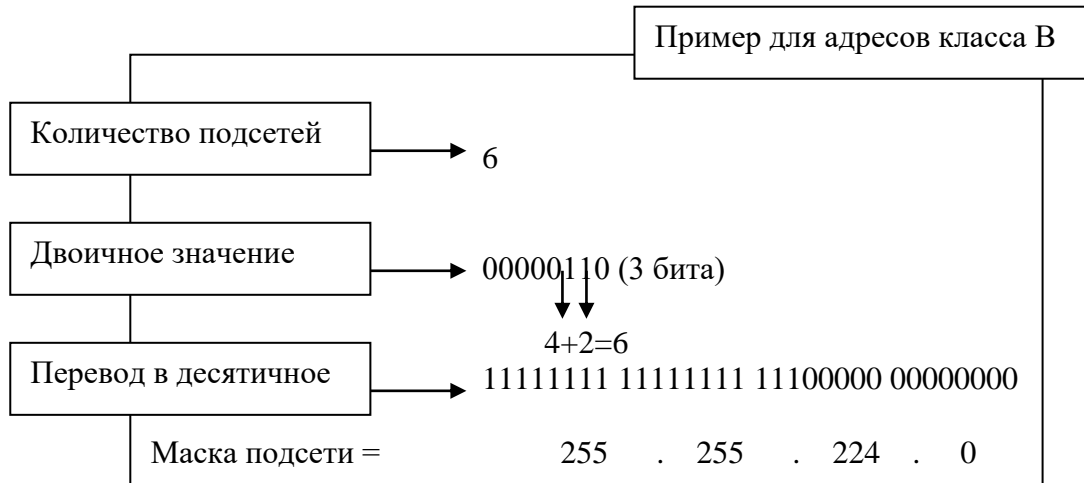 Пример для адресов класса В
Количество подсетей
6
Двоичное значение
00000110 (3 бита)
4+2=6
Перевод в десятичное
11111111 11111111 11100000 00000000
Маска подсети = 255 . 255 . 224 . 0